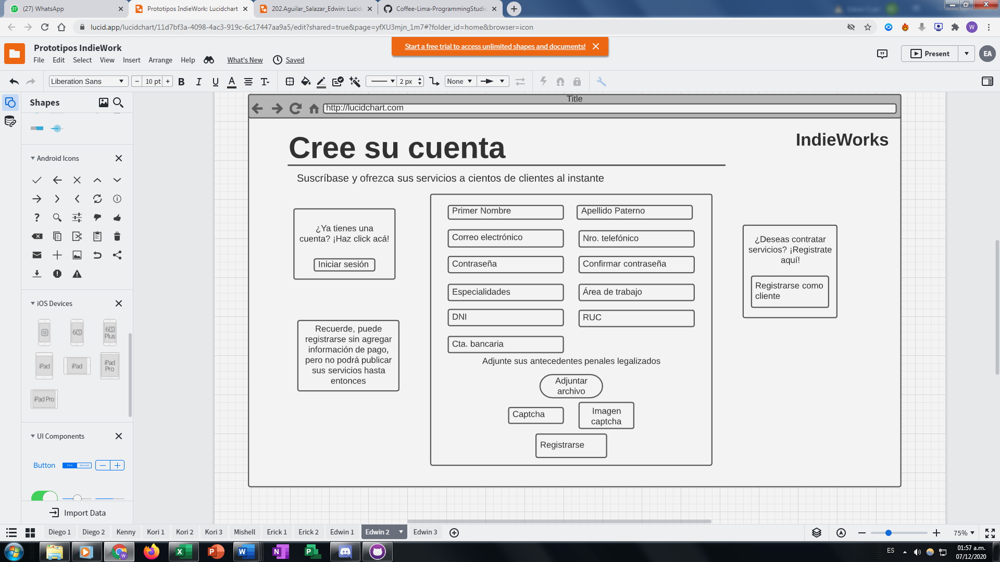 (27) WhatsApp
Prototipos IndieWork: Lucidchart
202.Aguilar_Salazar_Edwin: Lucid
Coffee-Lima-ProgrammingStudio
lucid.app/lucidchart/11d7bf3a-4098-4ac3-919c-6c17447aa9a5/edit?shared=true&page=yfXU3mjn_1m7#?folder_id=home&browser=icon
W
Prototipos IndieWork
Start a free trial to access unlimited shapes and documents!
File Edit Select View Insert Arrange Help What's New Saved
Present
EA
Liberation Sans
10 pt
B I U A T
2 px
None
Shapes
Android Icons
iOS Devices
SE
6S
6S Plus
iPad
iPad
iPad Pro
iPad Pro
UI Components
Button
First Second
Import Data
Title
http://lucidchart.com
Cree su cuenta
IndieWorks
Suscríbase y ofrezca sus servicios a cientos de clientes al instante
¿Ya tienes una
cuenta? ¡Haz click acá!
Iniciar sesión
Recuerde, puede
registrarse sin agregar
información de pago,
pero no podrá publicar
sus servicios hasta
entonces
Primer Nombre
Apellido Paterno
Correo electrónico
Nro. telefónico
Contraseña
Confirmar contraseña
Especialidades
Área de trabajo
DNI
RUC
Cta. bancaria
Adjunte sus antecedentes penales legalizados
Adjuntar
archivo
Captcha
Imagen
captcha
Registrarse
¿Deseas contratar
servicios? ¡Registrate
aquí!
Registrarse como
cliente
Diego 1 Diego 2 Kenny Kori 1 Kori 2 Kori 3 Mishell Erick 1 Erick 2 Edwin 1 Edwin 2 Edwin 3
75%
ES
01:57 a.m.
07/12/2020